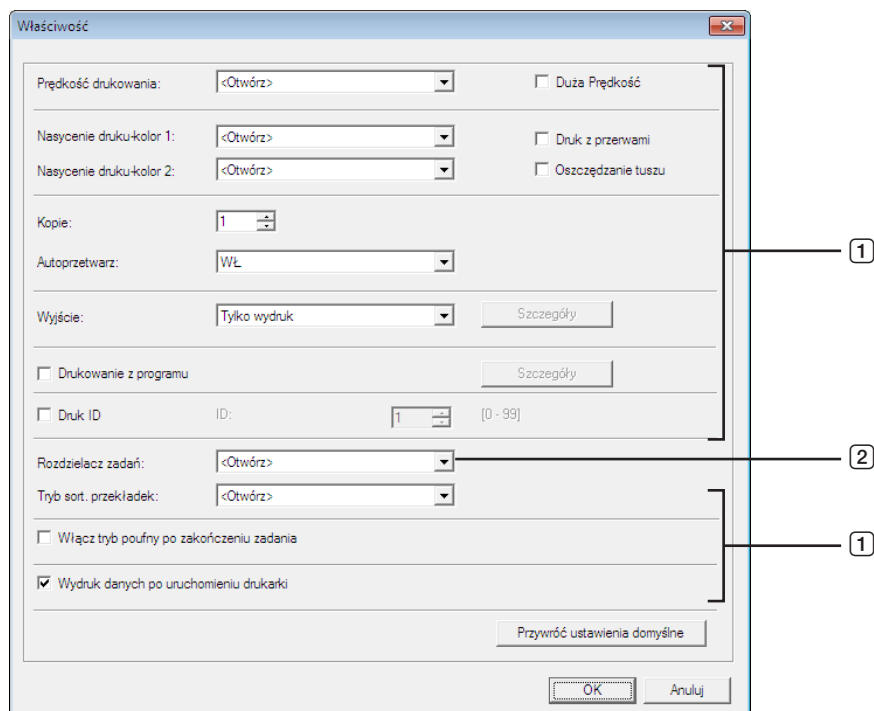 Właściwość
Prędkość drukowania: <Otwórz> Duża Prędkość
Nasycenie druku-kolor 1: <Otwórz> Druk z przerwami
Nasycenie druku-kolor 2: <Otwórz> Oszczędzanie tuszu
Kopie: 1
Autoprzetwarz: WŁ
1
Wyjście: Tylko wydruk Szczegóły
Drukowanie z programu Szczegóły
Druk ID ID: 1 [0 - 99]
Rozdzielacz zadań: <Otwórz> 2
Tryb sort. przekładek: <Otwórz>
Włącz tryb poufny po zakończeniu zadania 1
Wydruk danych po uruchomieniu drukarki
Przywróć ustawienia domyślne
OK Anuluj